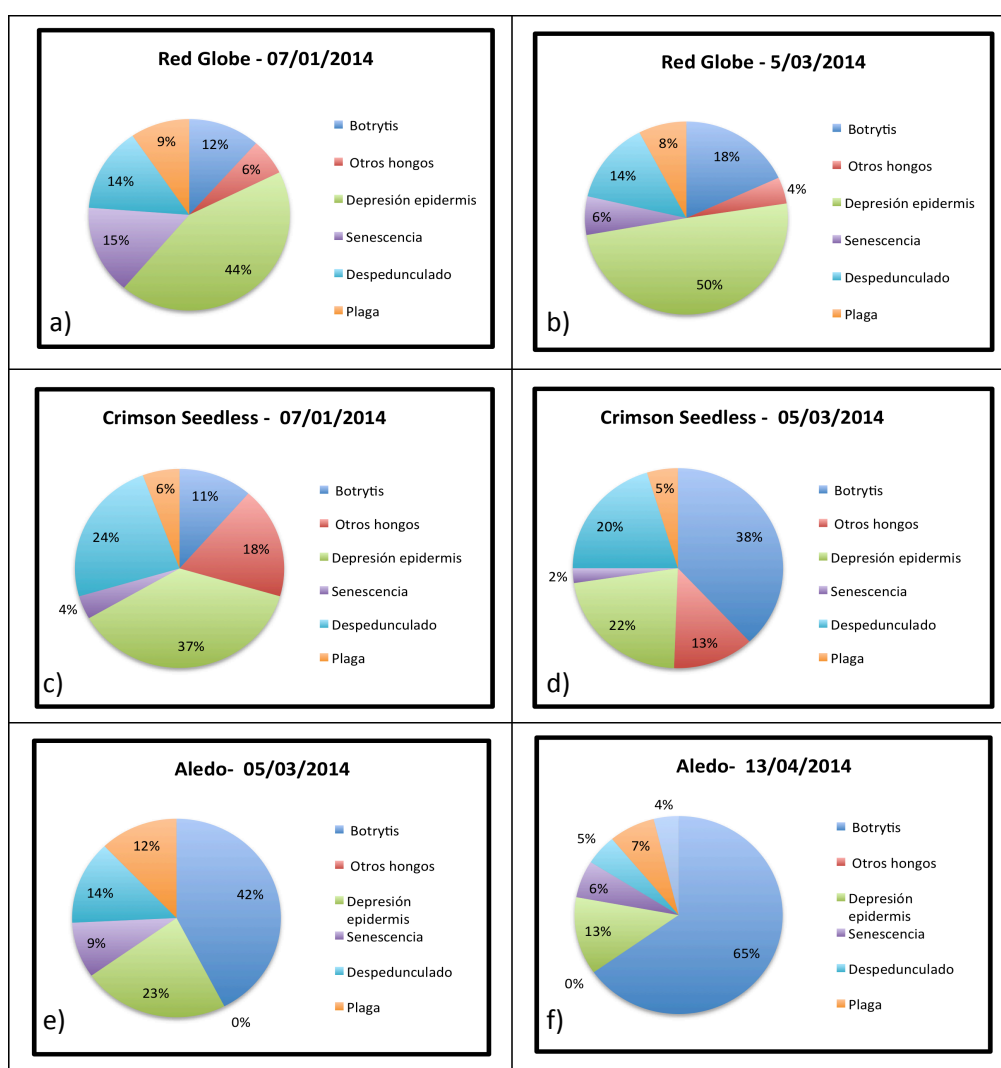 Red Globe - 07/01/2014
9%
12%
6%
14%
15%
44%
Botrytis
Otros hongos
Depresión epidermis
Senescencia
Despedunculado
Plaga
a)
Red Globe - 5/03/2014
8%
18%
14%
4%
6%
50%
Botrytis
Otros hongos
Depresión epidermis
Senescencia
Despedunculado
Plaga
b)
Crimson Seedless - 07/01/2014
6%
11%
24%
18%
4%
37%
Botrytis
Otros hongos
Depresión epidermis
Senescencia
Despedunculado
Plaga
c)
Crimson Seedless - 05/03/2014
5%
20%
38%
2%
22%
13%
Botrytis
Otros hongos
Depresión epidermis
Senescencia
Despedunculado
Plaga
d)
Aledo- 05/03/2014
12%
14%
42%
9%
23%
0%
Botrytis
Otros hongos
Depresión
epidermis
Senescencia
Despedunculado
Plaga
e)
Aledo- 13/04/2014
4%
5%
7%
6%
13%
65%
0%
Botrytis
Otros hongos
Depresión
epidermis
Senescencia
Despedunculado
Plaga
f)